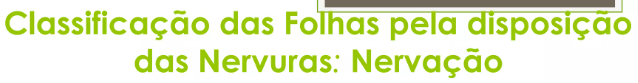 Classificação das Folhas pela disposição
das Nervuras: Nervação